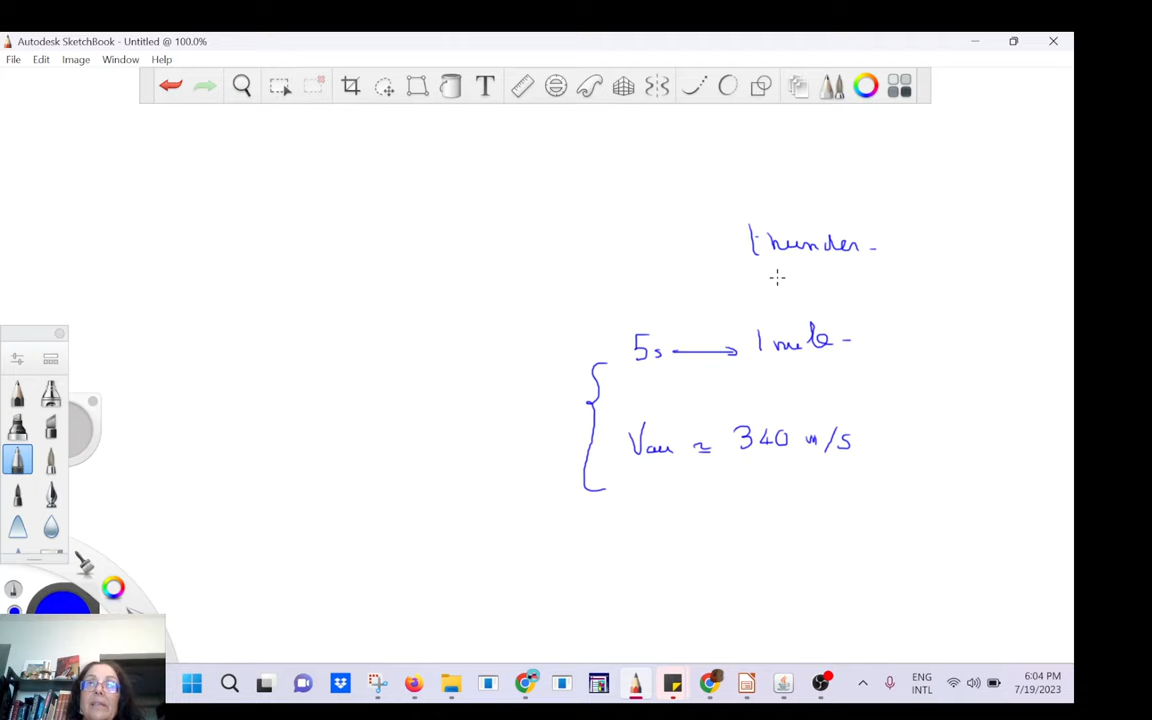 Autodesk SketchBook - Untitled @ 100.0%
File Edit Image Window Help
thunder -
5s → 1 mile -
Vair ≃ 340 m/s
ENG
INTL
6:04 PM
7/19/2023